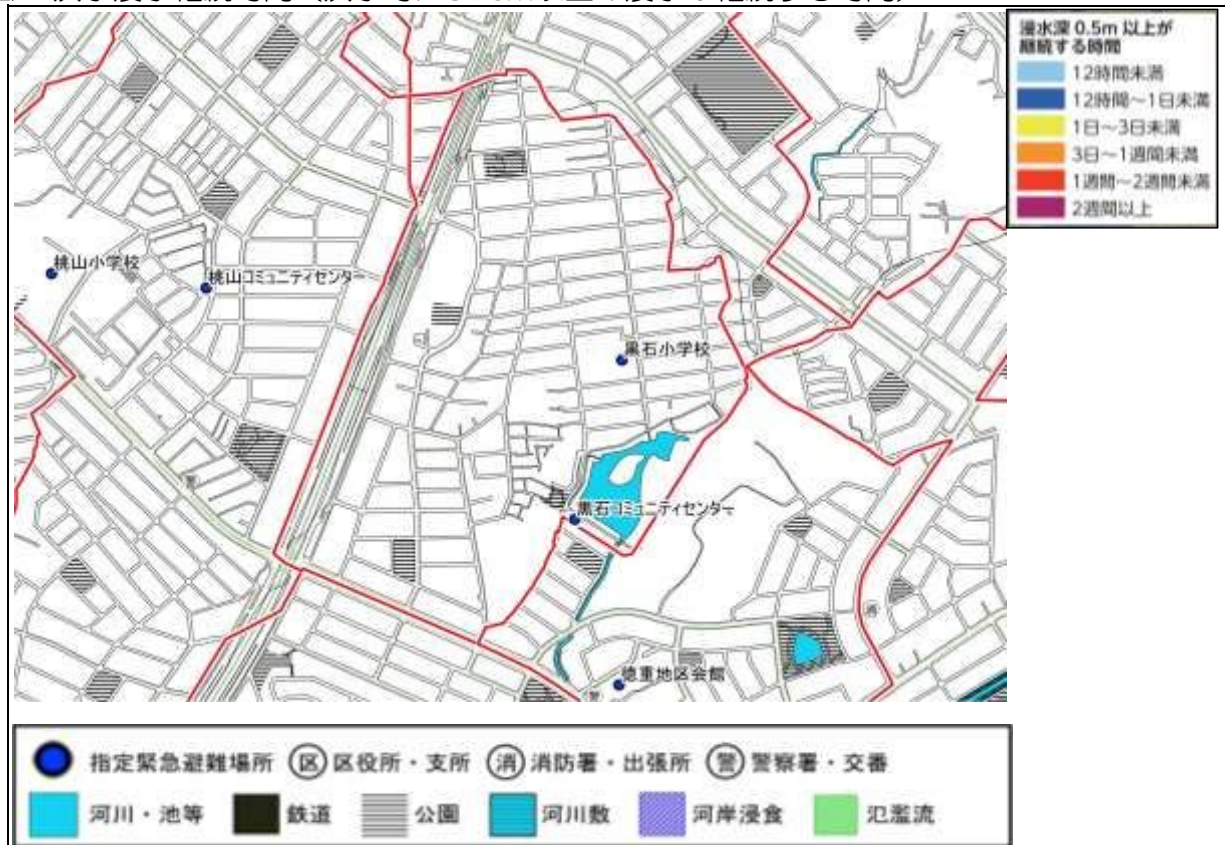 浸水深 0.5m 以上が
継続する時間
12時間未満
12時間～1日未満
1日～3日未満
3日～1週間未満
1週間～2週間未満
2週間以上
桃山小学校
桃山コミュニティセンター
黒石小学校
黒石コミュニティセンター
消
徳重地区会館
警
指定緊急避難場所 区 区役所・支所 消 消防署・出張所 警 警察署・交番
河川・池等 鉄道 公園 河川敷 河岸浸食 氾濫流